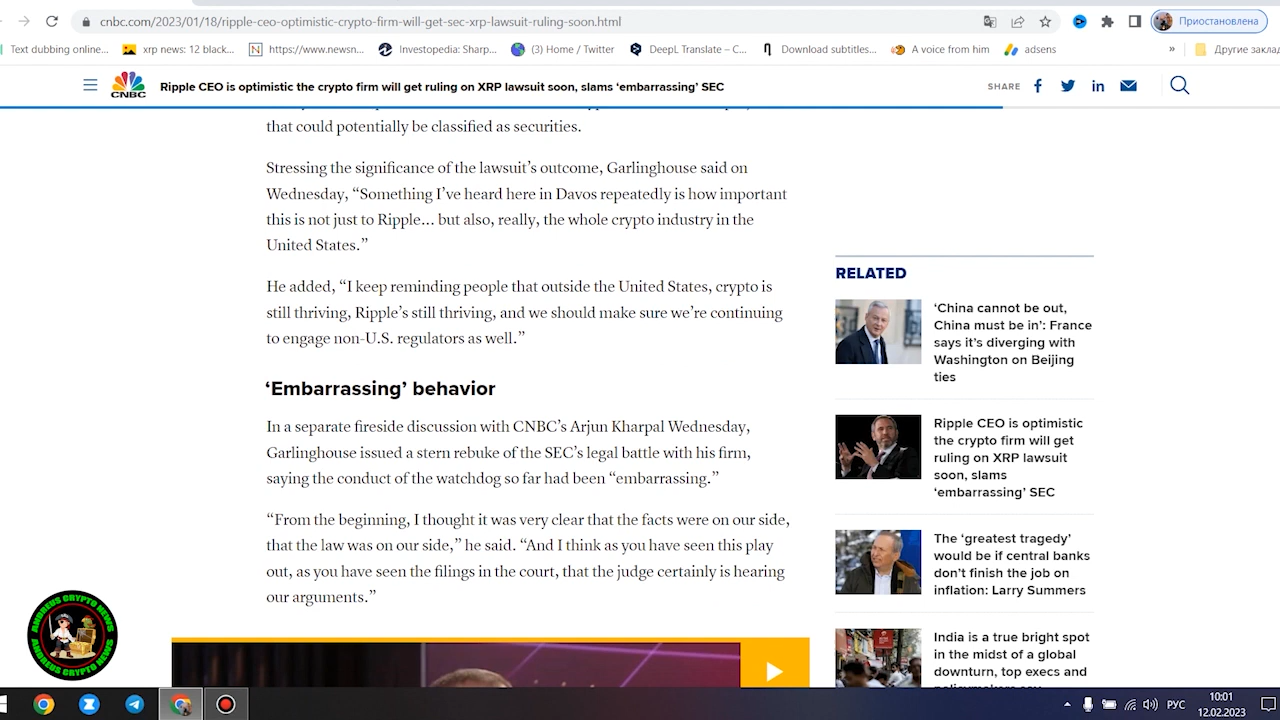 cnbc.com/2023/01/18/ripple-ceo-optimistic-crypto-firm-will-get-sec-xrp-lawsuit-ruling-soon.html
Приостановлена
Text dubbing online...
xrp news: 12 black...
https://www.newsn...
Investopedia: Sharp...
(3) Home / Twitter
DeepL Translate – C...
Download subtitles...
A voice from him
adsens
»
Другие закла
CNBC
Ripple CEO is optimistic the crypto firm will get ruling on XRP lawsuit soon, slams ‘embarrassing’ SEC
SHARE
that could potentially be classified as securities.
Stressing the significance of the lawsuit’s outcome, Garlinghouse said on
Wednesday, “Something I’ve heard here in Davos repeatedly is how important
this is not just to Ripple... but also, really, the whole crypto industry in the
United States.”
He added, “I keep reminding people that outside the United States, crypto is
still thriving, Ripple’s still thriving, and we should make sure we’re continuing
to engage non-U.S. regulators as well.”
‘Embarrassing’ behavior
In a separate fireside discussion with CNBC’s Arjun Kharpal Wednesday,
Garlinghouse issued a stern rebuke of the SEC’s legal battle with his firm,
saying the conduct of the watchdog so far had been “embarrassing.”
“From the beginning, I thought it was very clear that the facts were on our side,
that the law was on our side,” he said. “And I think as you have seen this play
out, as you have seen the filings in the court, that the judge certainly is hearing
our arguments.”
RELATED
‘China cannot be out,
China must be in’: France
says it’s diverging with
Washington on Beijing
ties
Ripple CEO is optimistic
the crypto firm will get
ruling on XRP lawsuit
soon, slams
‘embarrassing’ SEC
The ‘greatest tragedy’
would be if central banks
don’t finish the job on
inflation: Larry Summers
India is a true bright spot
in the midst of a global
downturn, top execs and
ANDREUS CRYPTO NEWS
ANDREUS CRYPTO NEWS
РУС
10:01
12.02.2023